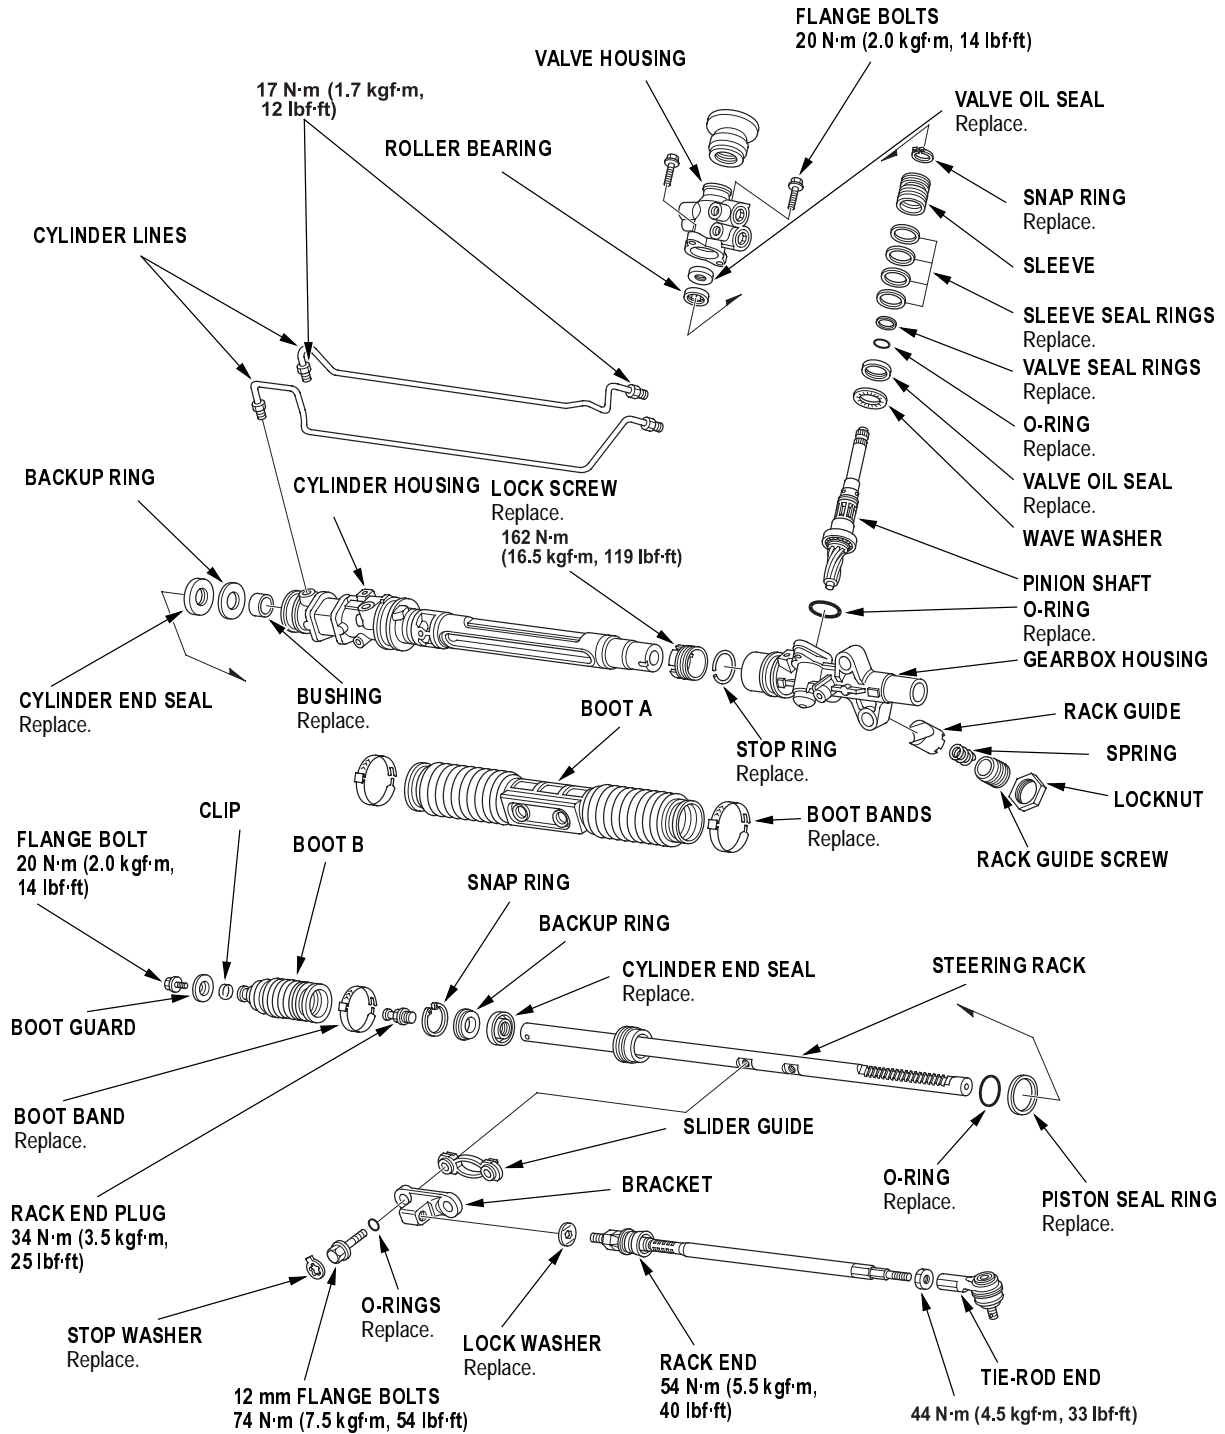 FLANGE BOLTS
20 N·m (2.0 kgf·m, 14 lbf·ft)
VALVE HOUSING
17 N·m (1.7 kgf·m,
12 lbf·ft)
VALVE OIL SEAL
Replace.
ROLLER BEARING
SNAP RING
Replace.
CYLINDER LINES
SLEEVE
SLEEVE SEAL RINGS
Replace.
VALVE SEAL RINGS
Replace.
O-RING
Replace.
BACKUP RING
CYLINDER HOUSING
LOCK SCREW
Replace.
162 N·m
(16.5 kgf·m, 119 lbf·ft)
VALVE OIL SEAL
Replace.
WAVE WASHER
PINION SHAFT
O-RING
Replace.
GEARBOX HOUSING
CYLINDER END SEAL
Replace.
BUSHING
Replace.
BOOT A
STOP RING
Replace.
RACK GUIDE
SPRING
LOCKNUT
CLIP
BOOT BANDS
Replace.
FLANGE BOLT
20 N·m (2.0 kgf·m,
14 lbf·ft)
BOOT B
RACK GUIDE SCREW
SNAP RING
BACKUP RING
CYLINDER END SEAL
Replace.
STEERING RACK
BOOT GUARD
BOOT BAND
Replace.
SLIDER GUIDE
O-RING
Replace.
PISTON SEAL RING
Replace.
BRACKET
RACK END PLUG
34 N·m (3.5 kgf·m,
25 lbf·ft)
O-RINGS
Replace.
STOP WASHER
Replace.
LOCK WASHER
Replace.
RACK END
54 N·m (5.5 kgf·m,
40 lbf·ft)
TIE-ROD END
12 mm FLANGE BOLTS
74 N·m (7.5 kgf·m, 54 lbf·ft)
44 N·m (4.5 kgf·m, 33 lbf·ft)